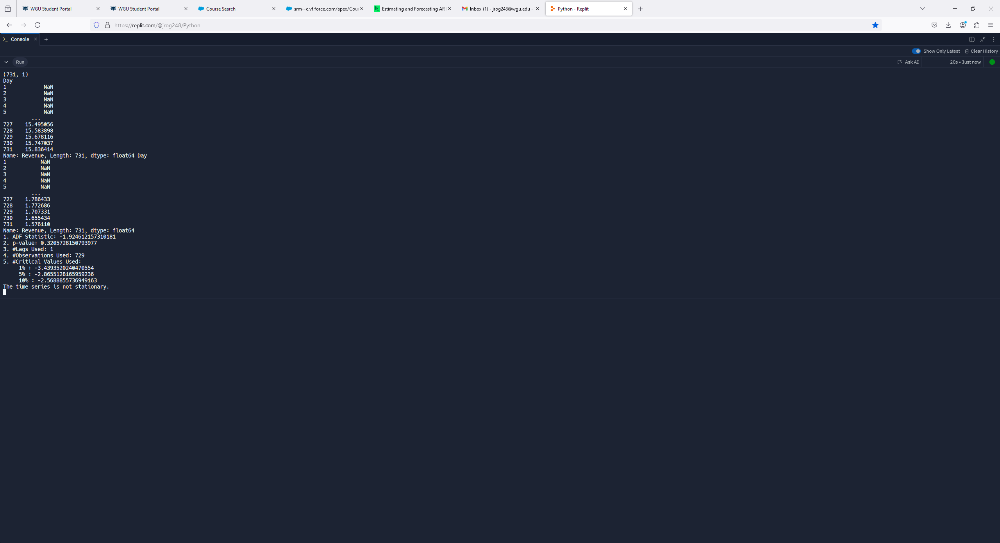 WGU Student Portal
WGU Student Portal
Course Search
srm--c.vf.force.com/apex/Cou
Estimating and Forecasting AR
Inbox (1) - jrog248@wgu.edu -
Python - Replit
https://replit.com/@jrog248/Python
Console
Show Only Latest
Clear History
Run
Ask AI
20s • Just now
(731, 1)
Day
1 NaN
2 NaN
3 NaN
4 NaN
5 NaN
...
727 15.495056
728 15.583898
729 15.678116
730 15.747037
731 15.836414
Name: Revenue, Length: 731, dtype: float64 Day
1 NaN
2 NaN
3 NaN
4 NaN
5 NaN
...
727 1.786433
728 1.772686
729 1.707331
730 1.655434
731 1.576110
Name: Revenue, Length: 731, dtype: float64
1. ADF Statistic: -1.924612157310181
2. p-value: 0.3205728150793977
3. #Lags Used: 1
4. #Observations Used: 729
5. #Critical Values Used:
1% : -3.4393520240470554
5% : -2.8655128165959236
10% : -2.5688855736949163
The time series is not stationary.